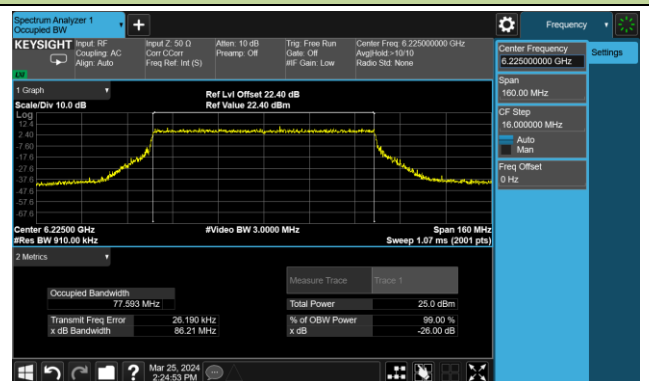 Spectrum Analyzer 1
Occupied BW
+
Frequency
KEYSIGHT
Input: RF
Coupling: AC
Align: Auto
Input Z: 50 Ω
Corr CCorr
Freq Ref: Int (S)
Atten: 10 dB
Preamp: Off
Trig: Free Run
Gate: Off
#IF Gain: Low
Center Freq: 6.225000000 GHz
Avg|Hold:>10/10
Radio Std: None
Center Frequency
6.225000000 GHz
Settings
Span
160.00 MHz
CF Step
16.000000 MHz
Auto
Man
Freq Offset
0 Hz
1 Graph
Scale/Div 10.0 dB
Ref Lvl Offset 22.40 dB
Ref Value 22.40 dBm
Log
12.4
2.40
-7.60
-17.6
-27.6
-37.6
-47.6
-57.6
-67.6
Center 6.22500 GHz
#Video BW 3.0000 MHz
Span 160 MHz
#Res BW 910.00 kHz
Sweep 1.07 ms (2001 pts)
2 Metrics
Measure Trace
Trace 1
Occupied Bandwidth
77.593 MHz
Total Power
25.0 dBm
Transmit Freq Error
26.190 kHz
% of OBW Power
99.00 %
x dB Bandwidth
86.21 MHz
x dB
-26.00 dB
?
Mar 25, 2024
2:24:53 PM